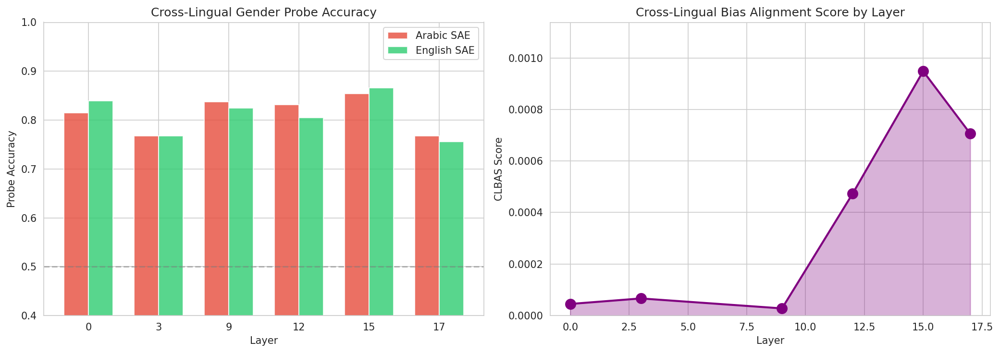 Cross-Lingual Gender Probe Accuracy
1.0
0.9
0.8
0.7
0.6
0.5
0.4
Probe Accuracy
Arabic SAE
English SAE
0 3 9 12 15 17
Layer
Cross-Lingual Bias Alignment Score by Layer
0.0010
0.0008
0.0006
0.0004
0.0002
0.0000
CLBAS Score
0.0 2.5 5.0 7.5 10.0 12.5 15.0 17.5
Layer